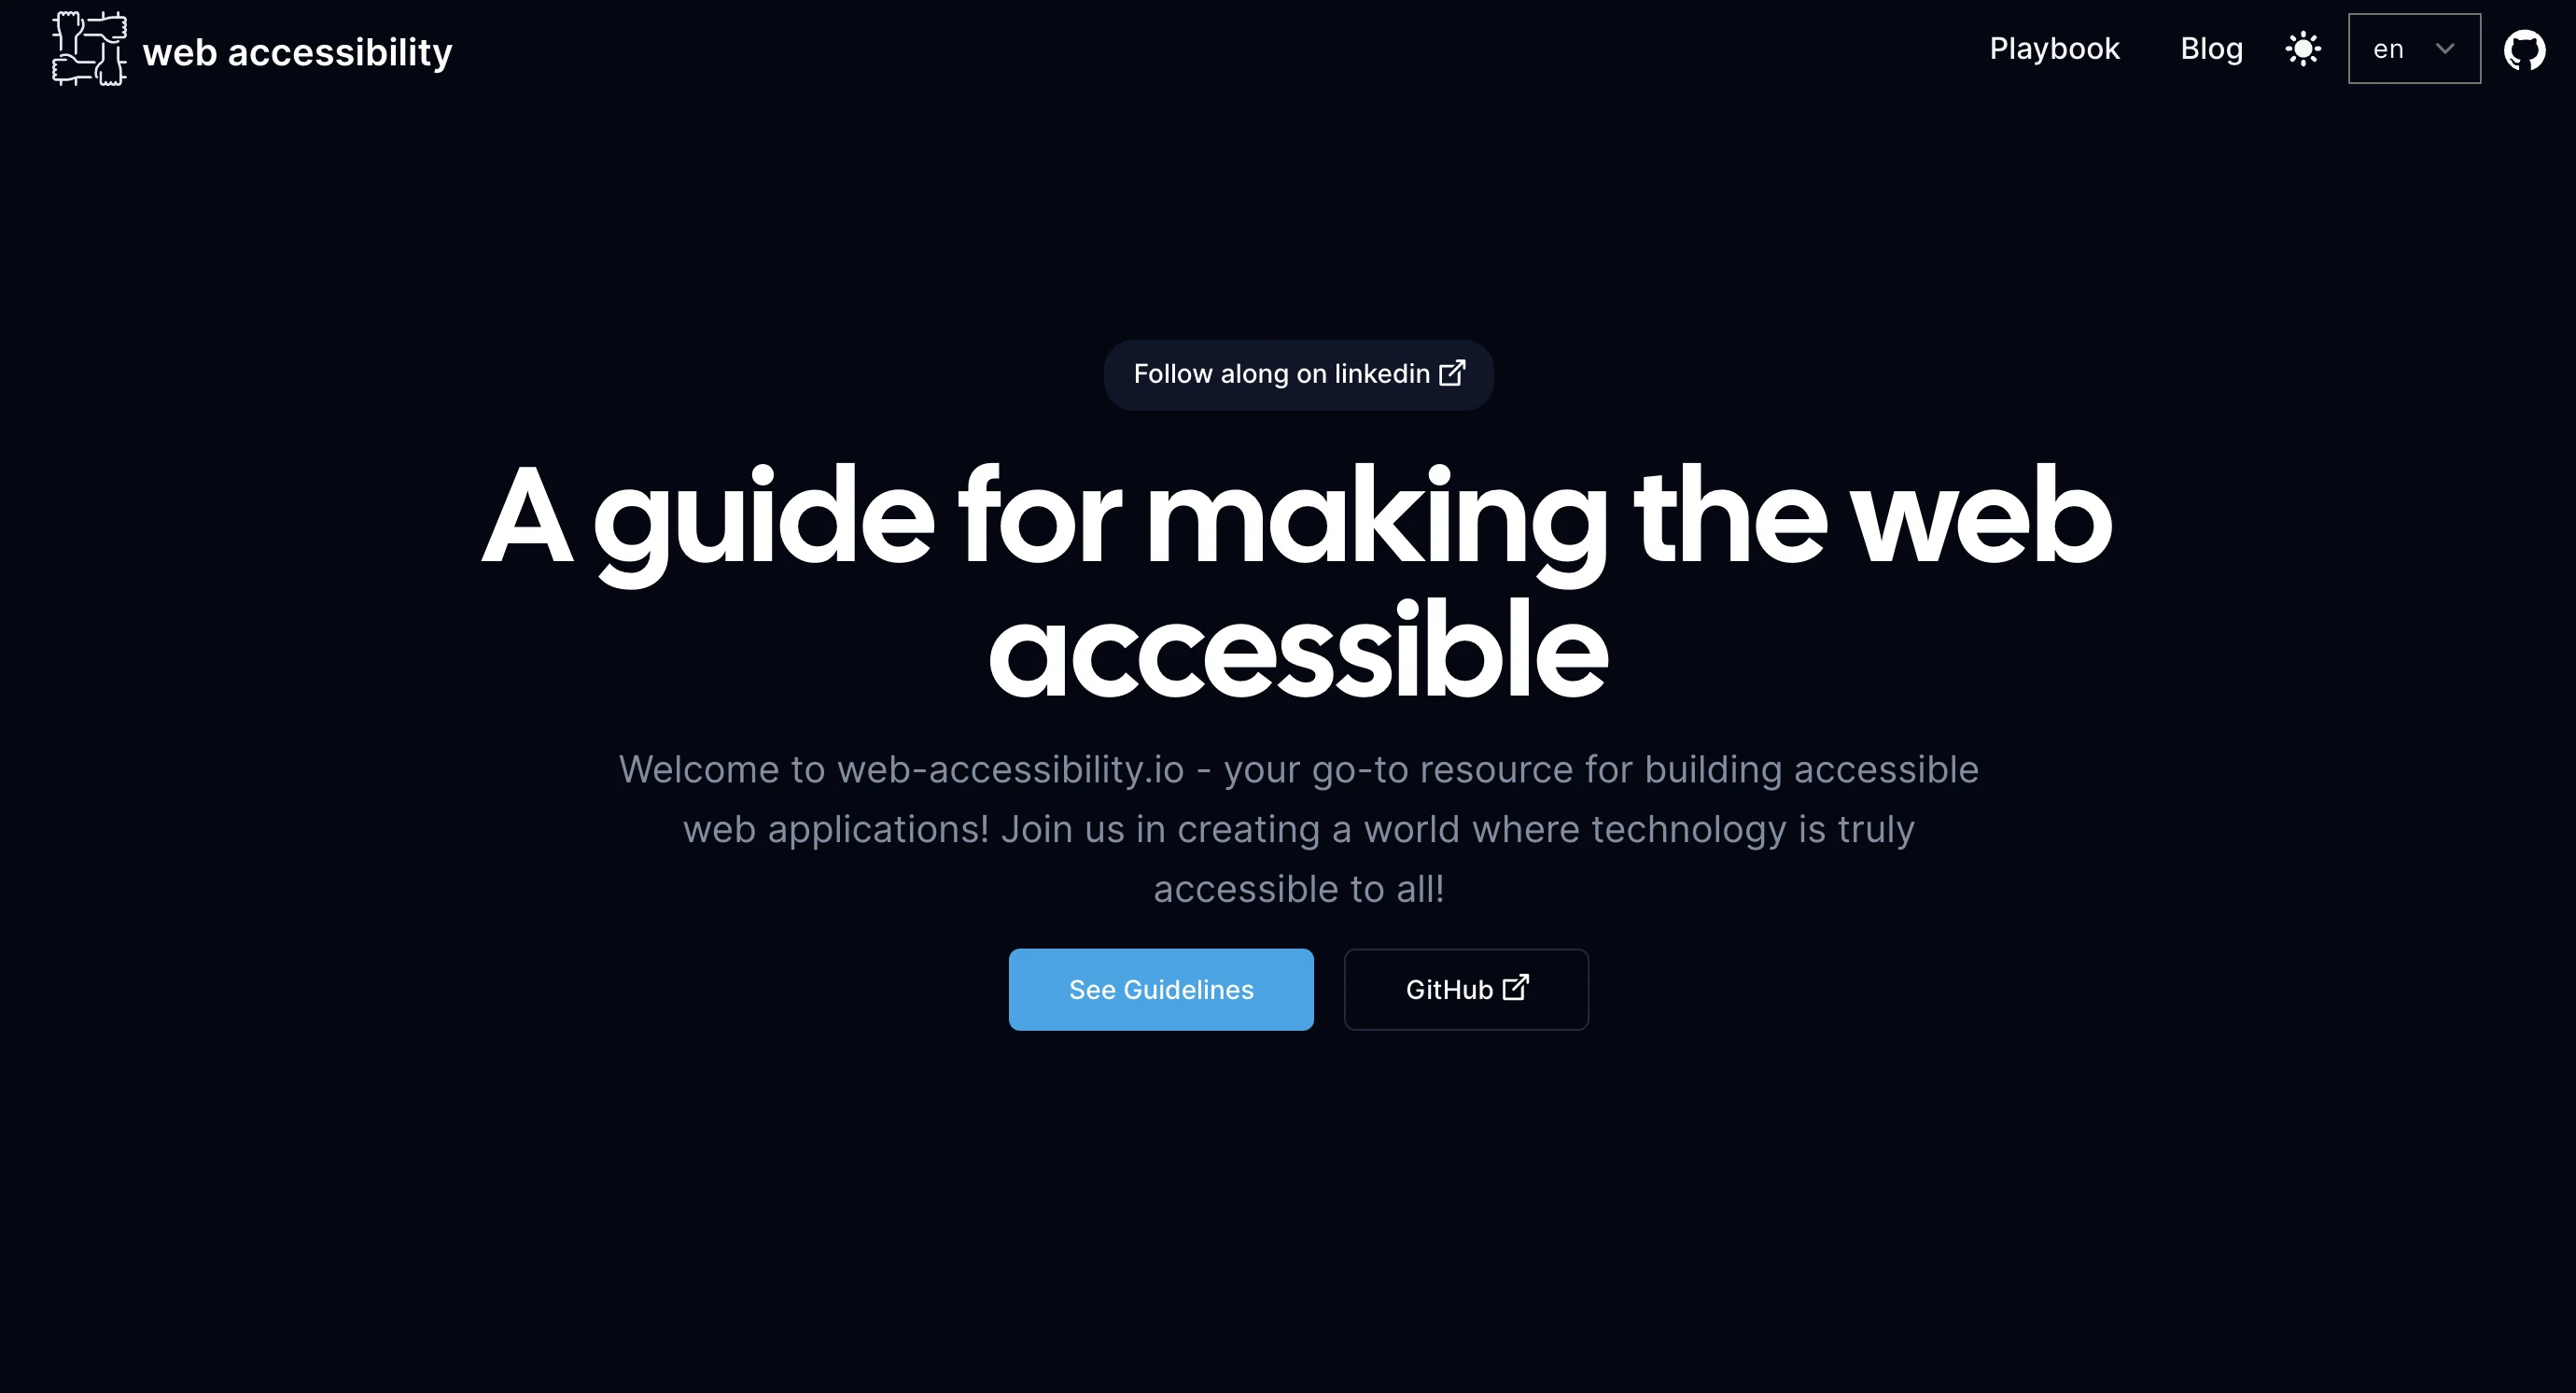 web accessibility
Playbook
Blog
en
Follow along on linkedin
A guide for making the web
accessible
Welcome to web-accessibility.io - your go-to resource for building accessible
web applications! Join us in creating a world where technology is truly
accessible to all!
See Guidelines
GitHub